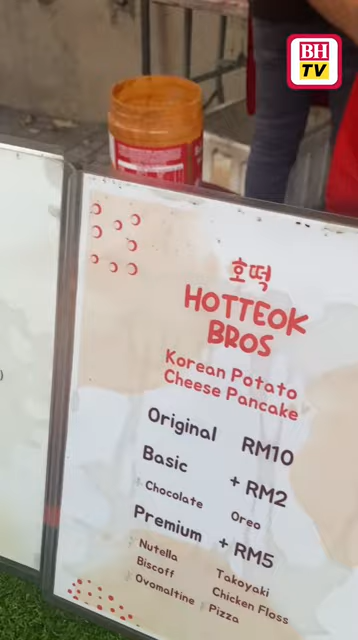 BH
TV
호떡
HOTTEOK
BROS
Korean Potato
Cheese Pancake
Original RM10
Basic + RM2
Chocolate Oreo
Premium + RM5
Nutella Takoyaki
Biscoff Chicken Floss
Ovomaltine Pizza